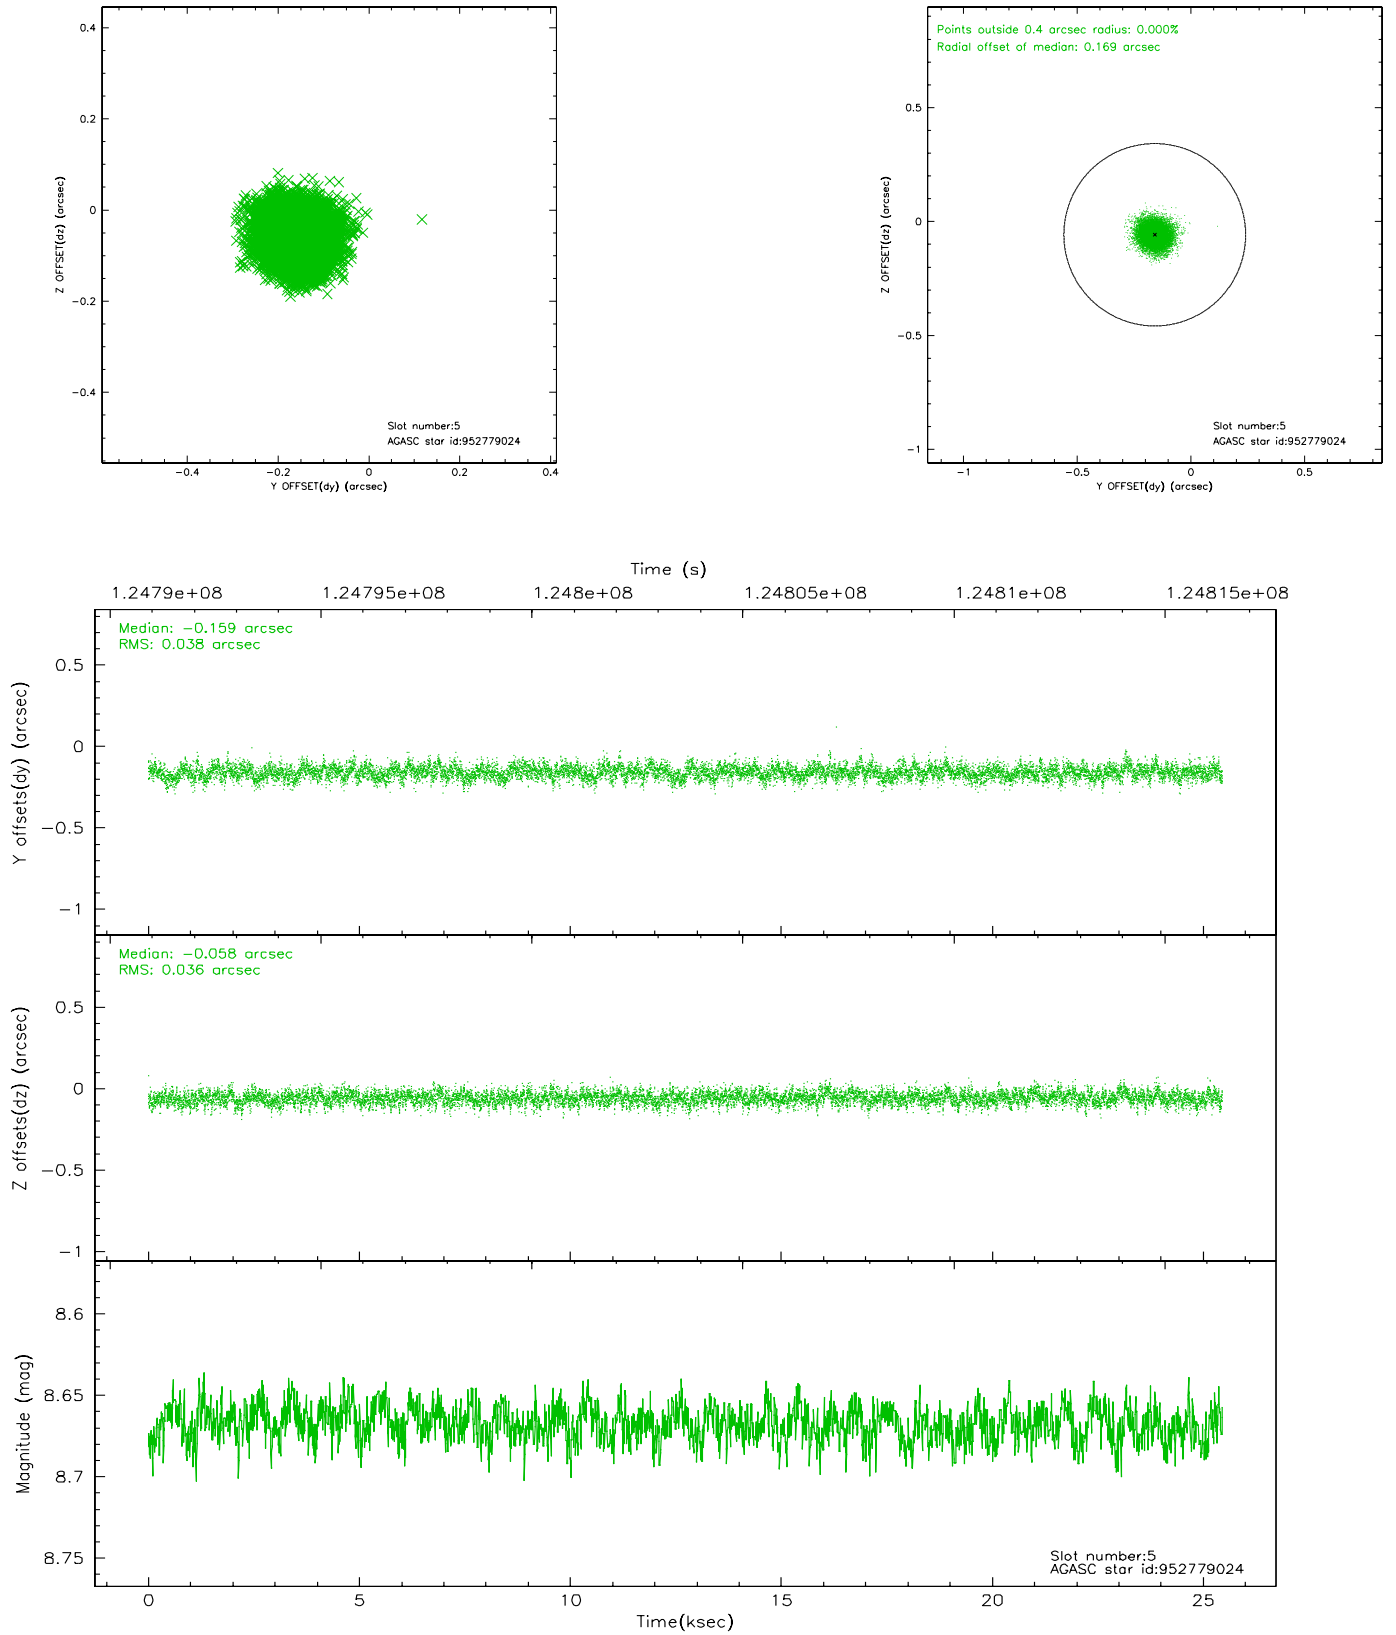 0.4
0.2
0
-0.2
-0.4
Z OFFSET(dz) (arcsec)
Slot number:5
AGASC star id:952779024
-0.4 -0.2 0 0.2 0.4
Y OFFSET(dy) (arcsec)
Points outside 0.4 arcsec radius: 0.000%
Radial offset of median: 0.169 arcsec
0.5
0
-0.5
-1
Z OFFSET(dz) (arcsec)
Slot number:5
AGASC star id:952779024
-1 -0.5 0 0.5
Y OFFSET(dy) (arcsec)
Time (s)
1.2479e+08 1.24795e+08 1.248e+08 1.24805e+08 1.2481e+08 1.24815e+08
Median: -0.159 arcsec
RMS: 0.038 arcsec
0.5
0
-0.5
-1
Y offsets(dy) (arcsec)
Median: -0.058 arcsec
RMS: 0.036 arcsec
0.5
0
-0.5
-1
Z offsets(dz) (arcsec)
8.6
8.65
8.7
8.75
Magnitude (mag)
Slot number:5
AGASC star id:952779024
0 5 10 15 20 25
Time(ksec)